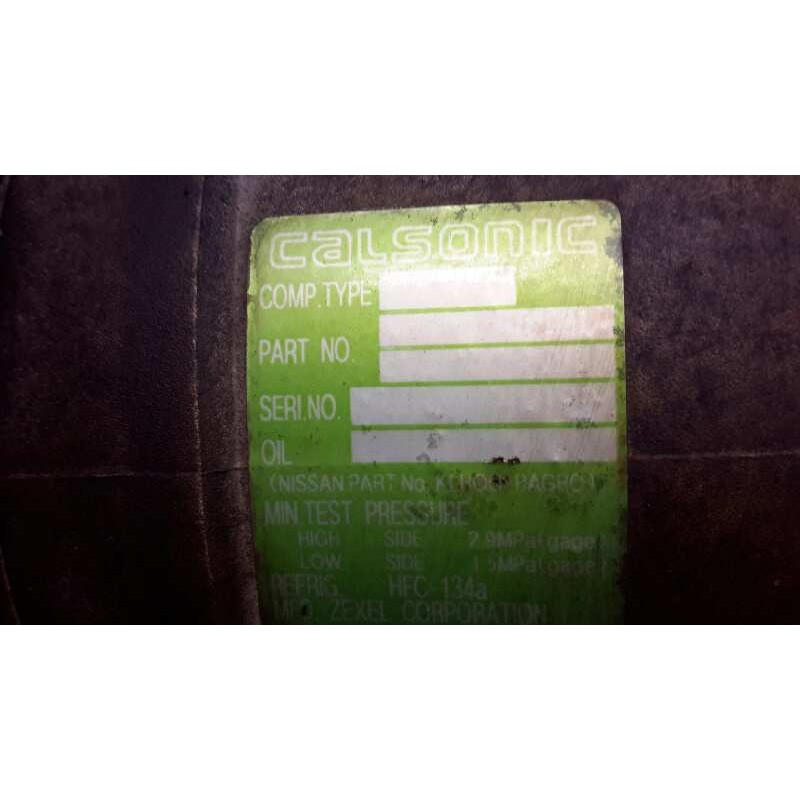 calsonic
COMP.TYPE
PART NO.
SERI.NO.
OIL
(NISSAN PART No.
MIN TEST PRESSURE
HIGH SIDE 2.9MPa(gage)
LOW SIDE 1.5MPa(gage)
REFRIG. HFC-134a
MFD. ZEXEL CORPORATION